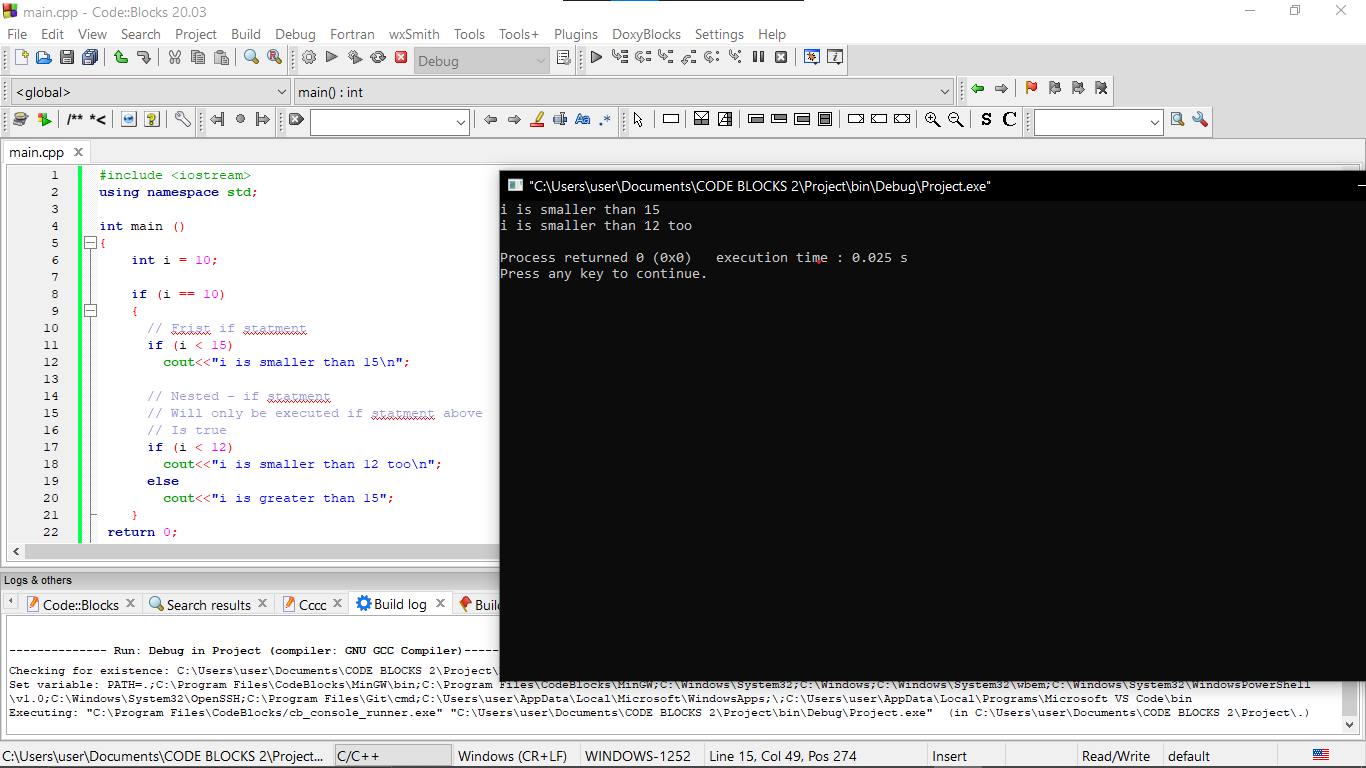 main.cpp - Code::Blocks 20.03
File Edit View Search Project Build Debug Fortran wxSmith Tools Tools+ Plugins DoxyBlocks Settings Help
Debug
<global> main() : int
/** *< Aa .* S C
main.cpp
1 #include <iostream>
2 using namespace std;
3
4 int main ()
5 {
6 int i = 10;
7
8 if (i == 10)
9 {
10 // Frist if statment
11 if (i < 15)
12 cout<<"i is smaller than 15\n";
13
14 // Nested - if statment
15 // Will only be executed if statment above
16 // Is true
17 if (i < 12)
18 cout<<"i is smaller than 12 too\n";
19 else
20 cout<<"i is greater than 15";
21 }
22 return 0;
"C:\Users\user\Documents\CODE BLOCKS 2\Project\bin\Debug\Project.exe"
i is smaller than 15
i is smaller than 12 too
Process returned 0 (0x0) execution time : 0.025 s
Press any key to continue.
Logs & others
Code::Blocks Search results Cccc Build log
-------------- Run: Debug in Project (compiler: GNU GCC Compiler)-----
Checking for existence: C:\Users\user\Documents\CODE BLOCKS 2\Project\
Set variable: PATH=.;C:\Program Files\CodeBlocks\MinGW\bin;C:\Program Files\CodeBlocks\MinGW;C:\Windows\System32;C:\Windows;C:\Windows\System32\wbem;C:\Windows\System32\WindowsPowerShell
\v1.0;C:\Windows\System32\OpenSSH;C:\Program Files\Git\cmd;C:\Users\user\AppData\Local\Microsoft\WindowsApps;\;C:\Users\user\AppData\Local\Programs\Microsoft VS Code\bin
Executing: "C:\Program Files\CodeBlocks/cb_console_runner.exe" "C:\Users\user\Documents\CODE BLOCKS 2\Project\bin\Debug\Project.exe" (in C:\Users\user\Documents\CODE BLOCKS 2\Project\.)
C:\Users\user\Documents\CODE BLOCKS 2\Project... C/C++ Windows (CR+LF) WINDOWS-1252 Line 15, Col 49, Pos 274 Insert Read/Write default